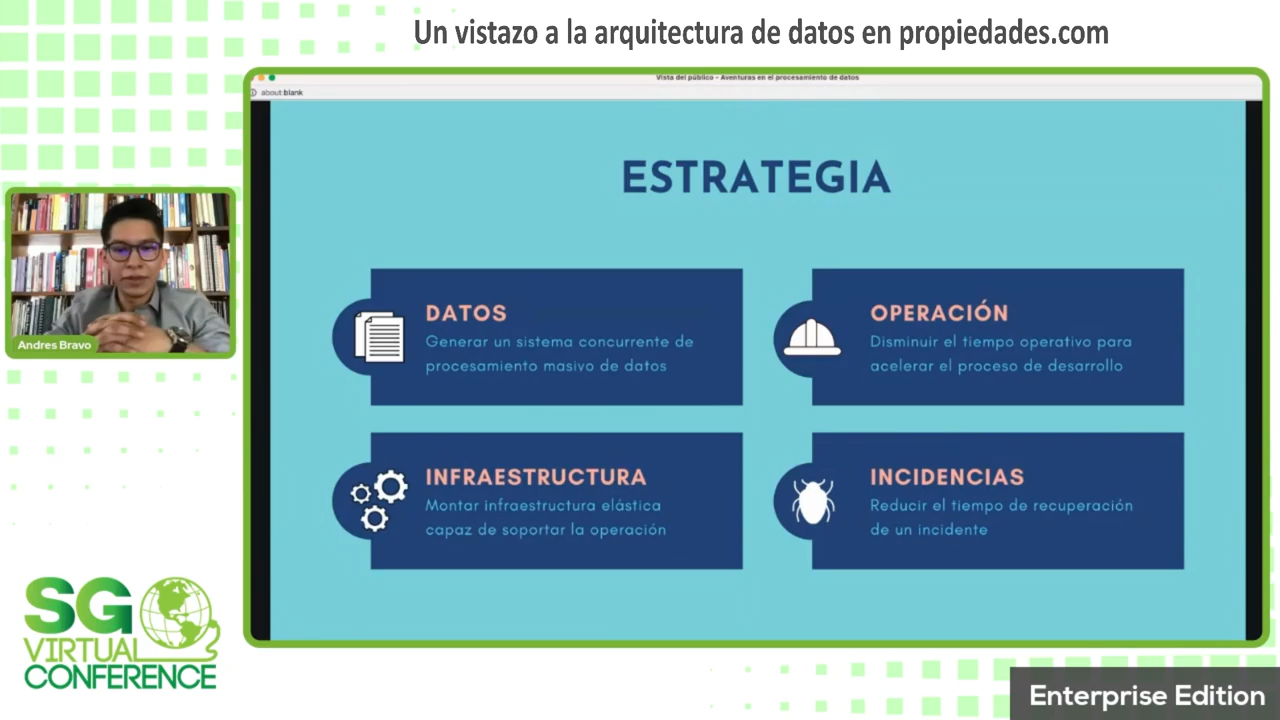 Un vistazo a la arquitectura de datos en propiedades.com
Vista del público - Aventuras en el procesamiento de datos
about:blank
ESTRATEGIA
DATOS
Generar un sistema concurrente de
procesamiento masivo de datos
OPERACIÓN
Disminuir el tiempo operativo para
acelerar el proceso de desarrollo
INFRAESTRUCTURA
Montar infraestructura elástica
capaz de soportar la operación
INCIDENCIAS
Reducir el tiempo de recuperación
de un incidente
Andres Bravo
SG
VIRTUAL
CONFERENCE
Enterprise Edition